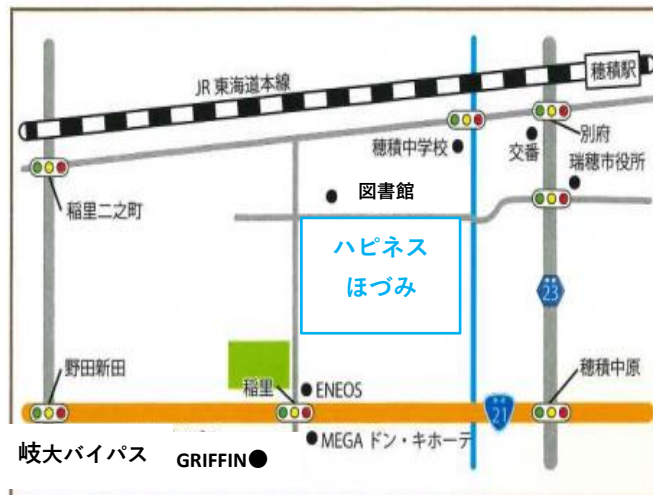 穂積駅
JR 東海道本線
穂積中学校
交番
別府
瑞穂市役所
図書館
稲里二之町
ハピネス
ほづみ
23
野田新田
稲里
ENEOS
穂積中原
21
MEGA ドン・キホーテ
岐大バイパス
GRIFFIN